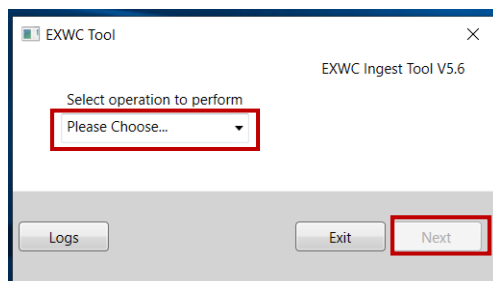 EXWC Tool
EXWC Ingest Tool V5.6
Select operation to perform
Please Choose...
Logs
Exit
Next